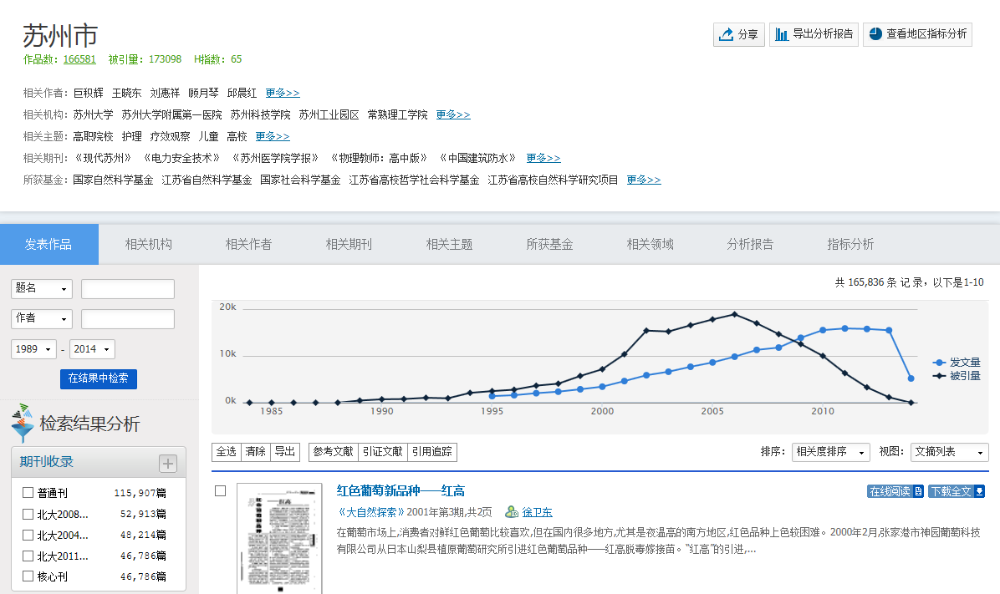 苏州市
分享 导出分析报告 查看地区指标分析
作品数：166581 被引量：173098 H指数：65
相关作者：巨积辉 王晓东 刘惠祥 顾月琴 邱晨红 更多>>
相关机构：苏州大学 苏州大学附属第一医院 苏州科技学院 苏州工业园区 常熟理工学院 更多>>
相关主题：高职院校 护理 疗效观察 儿童 高校 更多>>
相关期刊：《现代苏州》 《电力安全技术》 《苏州医学院学报》 《物理教师：高中版》 《中国建筑防水》 更多>>
所获基金：国家自然科学基金 江苏省自然科学基金 国家社会科学基金 江苏省高校哲学社会科学基金 江苏省高校自然科学研究项目 更多>>
发表作品 相关机构 相关作者 相关期刊 相关主题 所获基金 相关领域 分析报告 指标分析
题名
作者
1989 - 2014
在结果中检索
检索结果分析
期刊收录
普通刊 115,907篇
北大2008... 52,913篇
北大2004... 48,214篇
北大2011... 46,786篇
核心刊 46,786篇
共 165,836 条 记 录，以下是1-10
20k
10k
0k
1985 1990 1995 2000 2005 2010
发文量
被引量
全选 清除 导出 参考文献 引证文献 引用追踪 排序：相关度排序 视图：文摘列表
红色葡萄新品种——红高 在线阅读 下载全文
《大自然探索》2001年第3期,共2页 徐卫东
在葡萄市场上,消费者对鲜红色葡萄比较喜欢,但在国内很多地方,尤其是夜温高的南方地区,红色品种上色较困难。2000年2月,张家港市神园葡萄科技
有限公司从日本山梨县植原葡萄研究所引进红色葡萄品种——红高脱毒嫁接苗。“红高”的引进,...